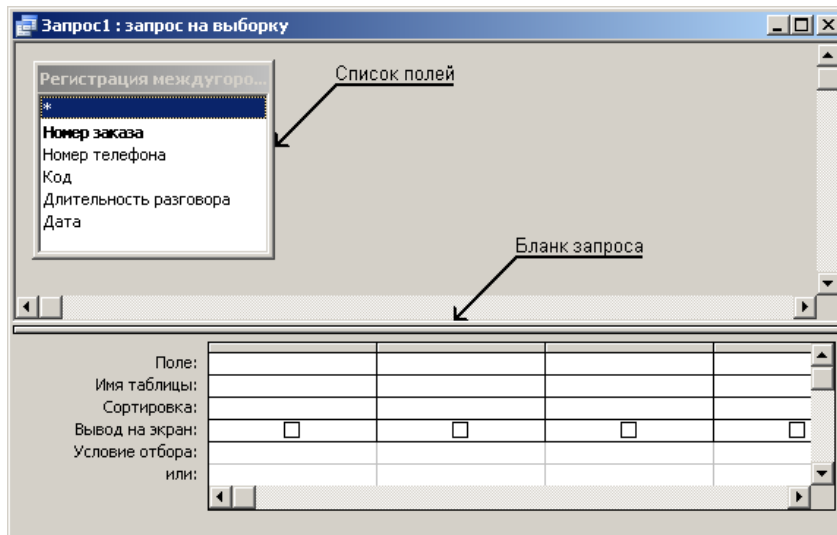 Запрос1 : запрос на выборку
Регистрация междугоро...
Список полей
*
Номер заказа
Номер телефона
Код
Длительность разговора
Дата
Бланк запроса
Поле:
Имя таблицы:
Сортировка:
Вывод на экран:
Условие отбора:
или: